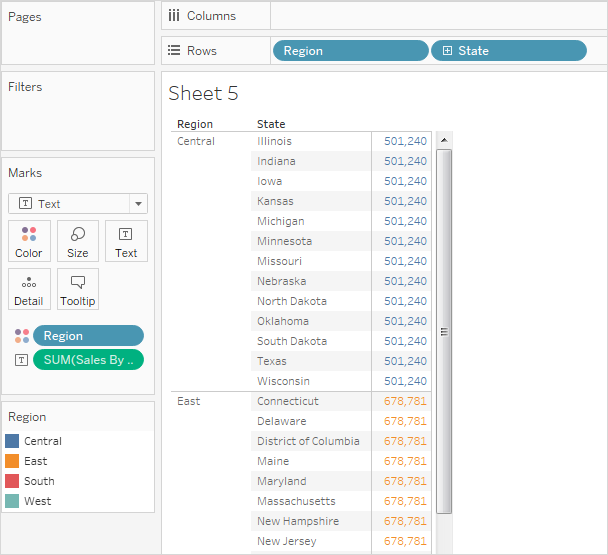 Pages
Columns
Rows Region State
Filters
Sheet 5
Region State
Marks
Text
Color Size Text
Detail Tooltip
Region
SUM(Sales By ..
Region
Central
East
South
West
Central Illinois 501,240
Indiana 501,240
Iowa 501,240
Kansas 501,240
Michigan 501,240
Minnesota 501,240
Missouri 501,240
Nebraska 501,240
North Dakota 501,240
Oklahoma 501,240
South Dakota 501,240
Texas 501,240
Wisconsin 501,240
East Connecticut 678,781
Delaware 678,781
District of Columbia 678,781
Maine 678,781
Maryland 678,781
Massachusetts 678,781
New Hampshire 678,781
New Jersey 678,781